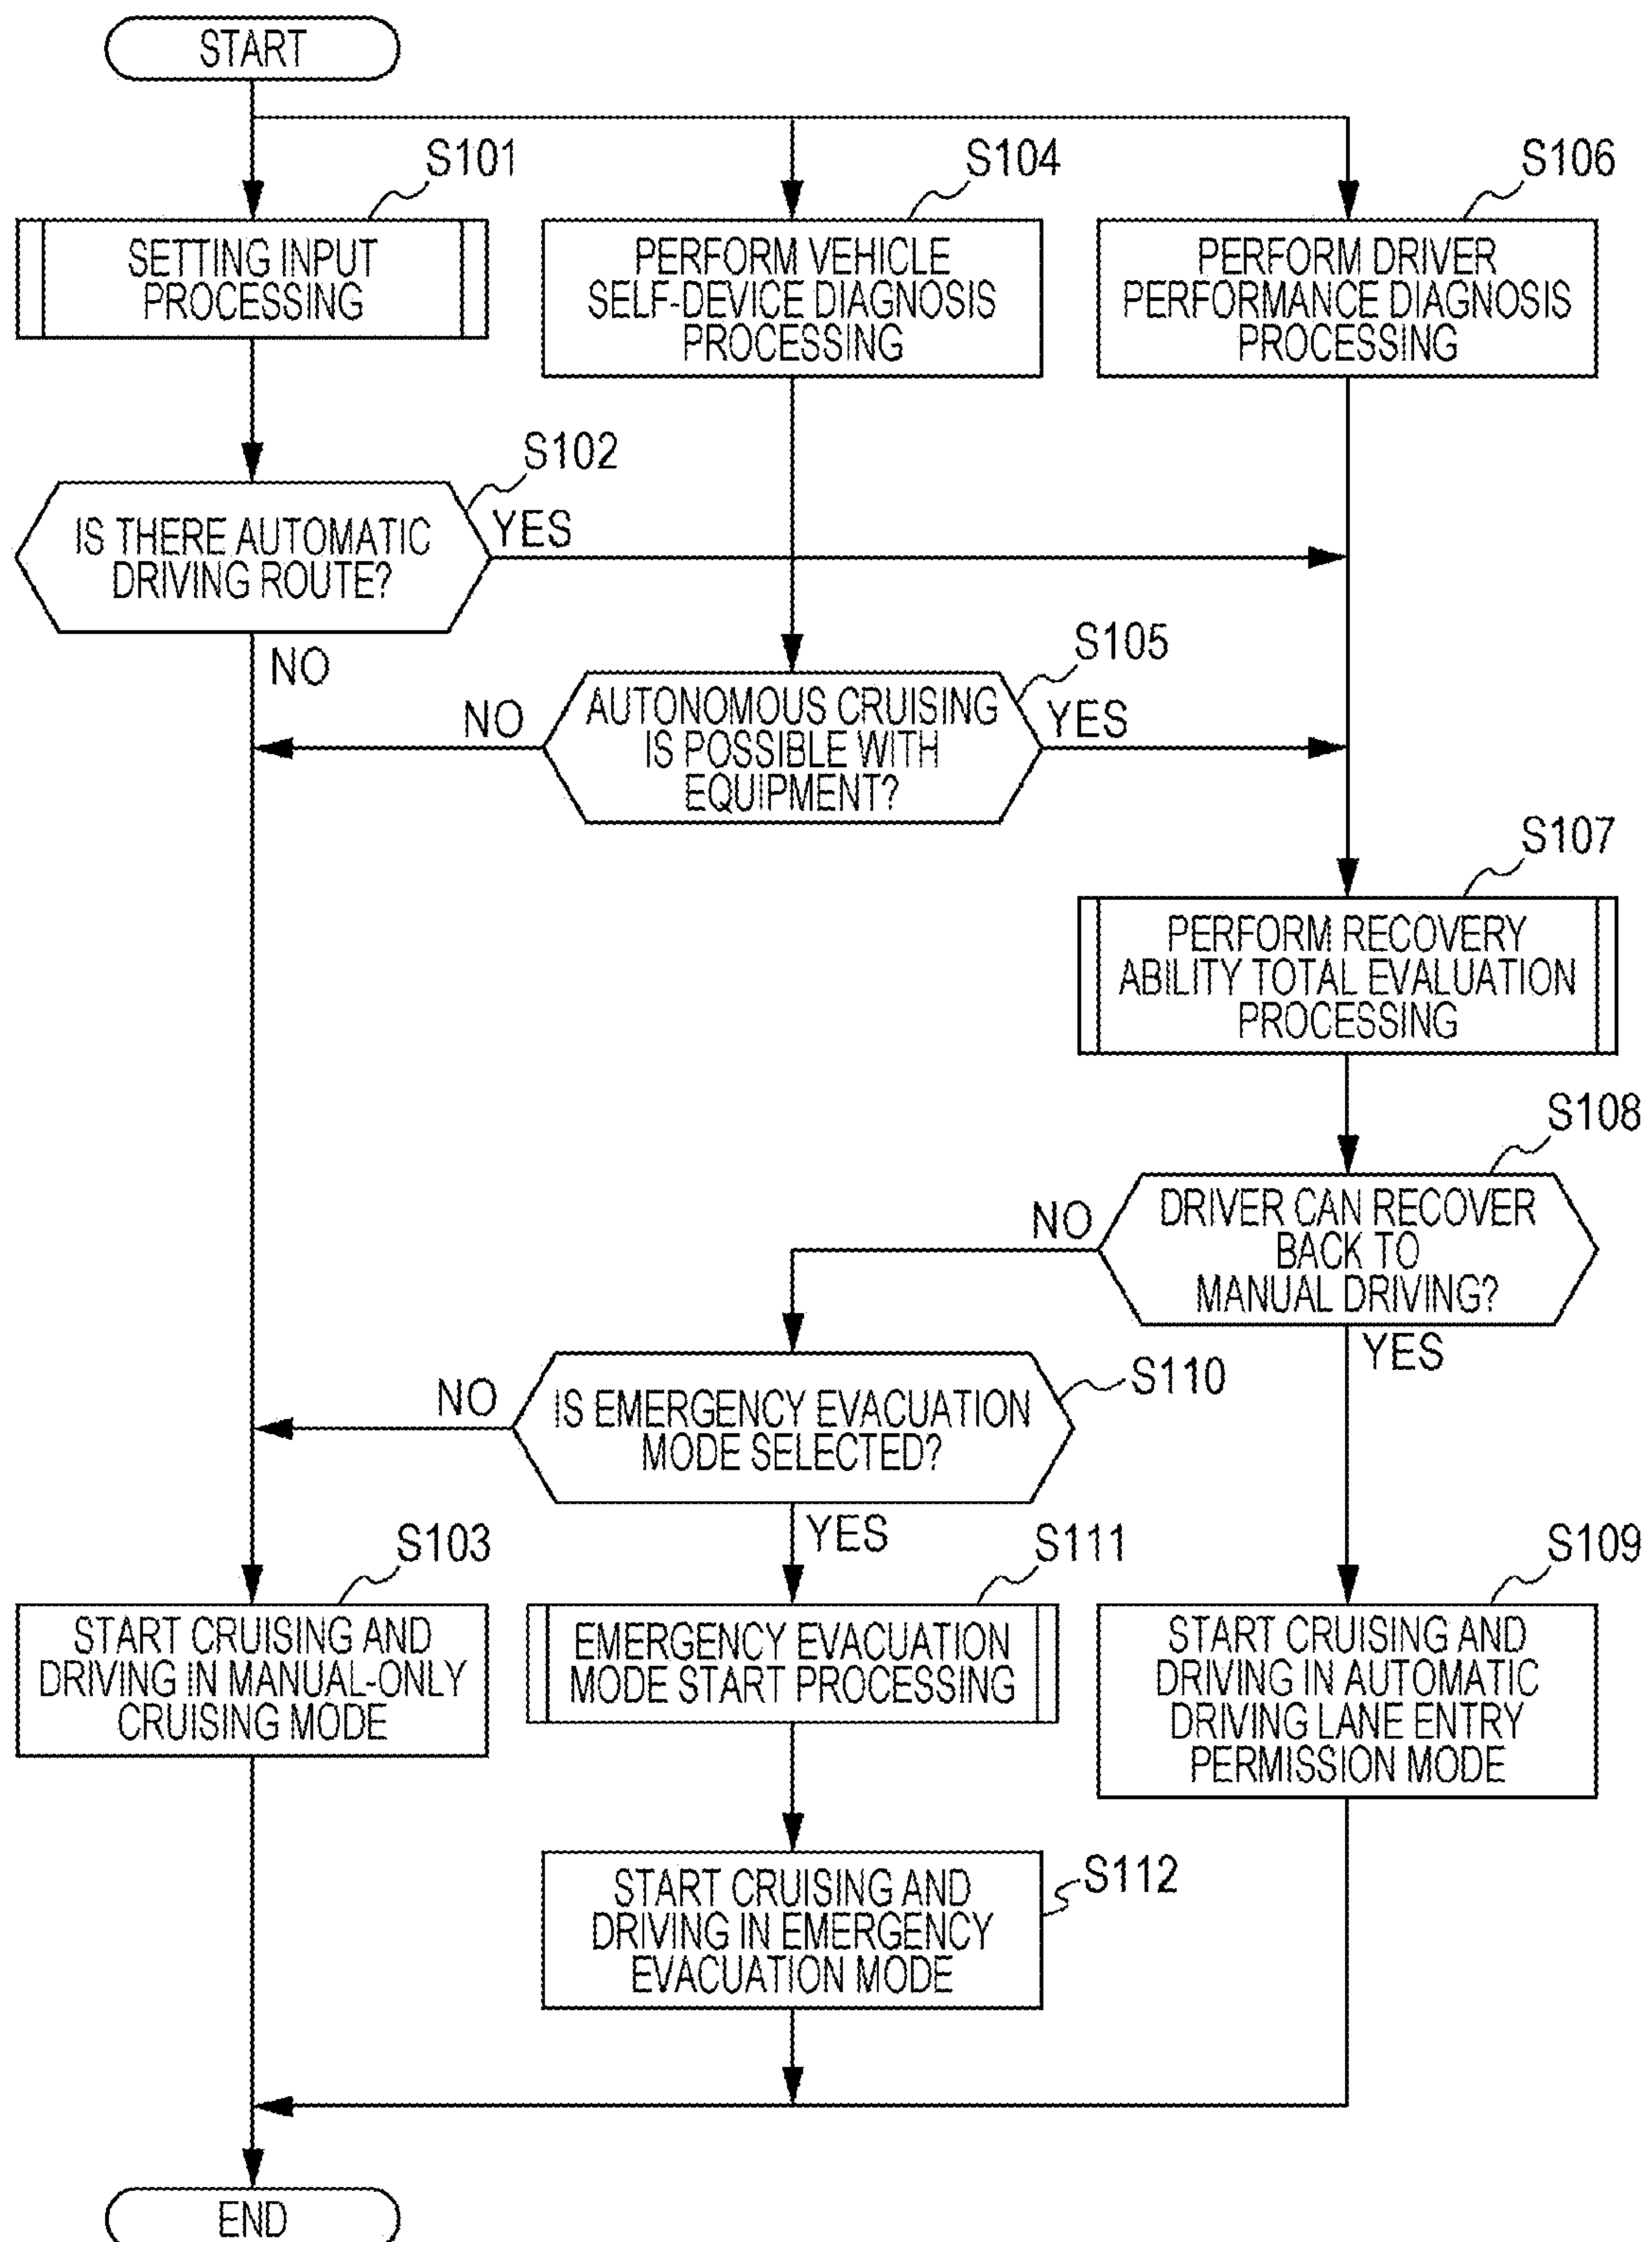 START
S101
SETTING INPUT
PROCESSING
S104
PERFORM VEHICLE
SELF-DEVICE DIAGNOSIS
PROCESSING
S106
PERFORM DRIVER
PERFORMANCE DIAGNOSIS
PROCESSING
S102
IS THERE AUTOMATIC
DRIVING ROUTE?
YES
NO
S105
AUTONOMOUS CRUISING
IS POSSIBLE WITH
EQUIPMENT?
NO
YES
S107
PERFORM RECOVERY
ABILITY TOTAL EVALUATION
PROCESSING
S108
DRIVER CAN RECOVER
BACK TO
MANUAL DRIVING?
NO
YES
S110
IS EMERGENCY EVACUATION
MODE SELECTED?
NO
YES
S103
START CRUISING AND
DRIVING IN MANUAL-ONLY
CRUISING MODE
S111
EMERGENCY EVACUATION
MODE START PROCESSING
S109
START CRUISING AND
DRIVING IN AUTOMATIC
DRIVING LANE ENTRY
PERMISSION MODE
S112
START CRUISING AND
DRIVING IN EMERGENCY
EVACUATION MODE
END